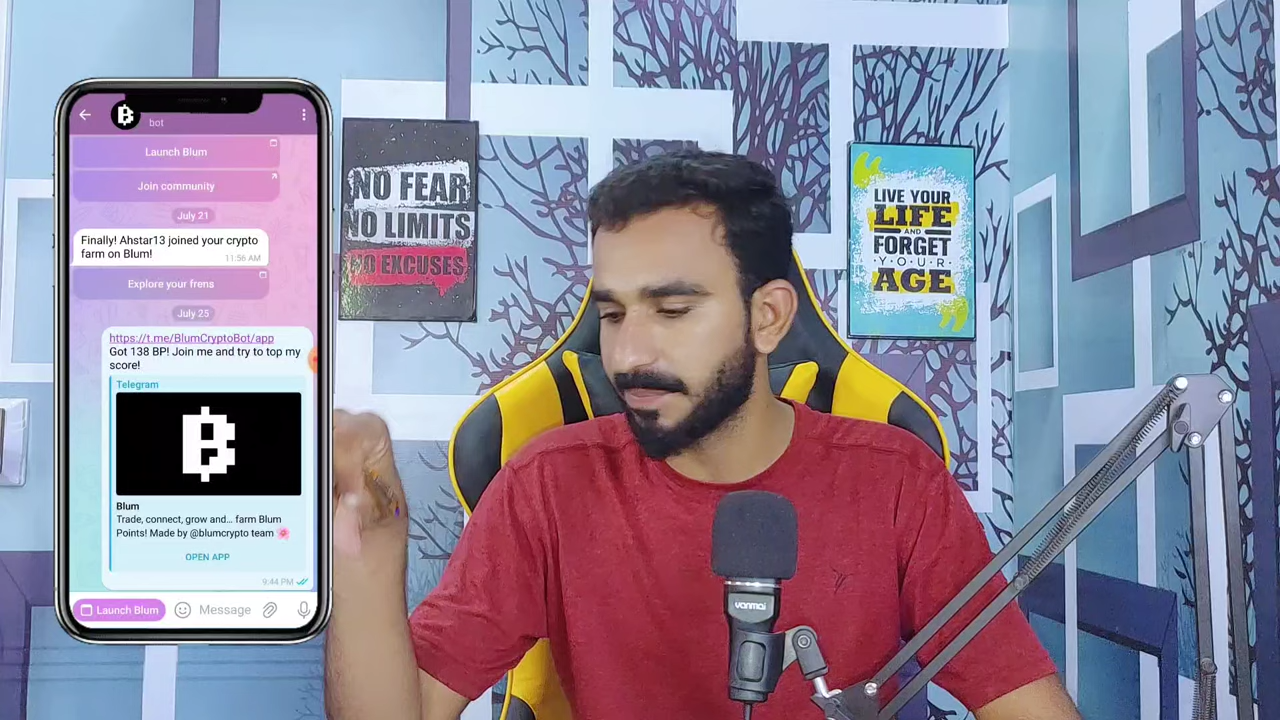 bot
Launch Blum
Join community
July 21
Finally! Ahstar13 joined your crypto
farm on Blum!
11:56 AM
Explore your frens
July 25
https://t.me/BlumCryptoBot/app
Got 138 BP! Join me and try to top my
score!
Telegram
Blum
Trade, connect, grow and... farm Blum
Points! Made by @blumcrypto team 🌸
OPEN APP
9:44 PM
Launch Blum
Message
NO FEAR
NO LIMITS
NO EXCUSES
LIVE YOUR
LIFE
AND
FORGET
·Y·O·U·R·
AGE
vanmai